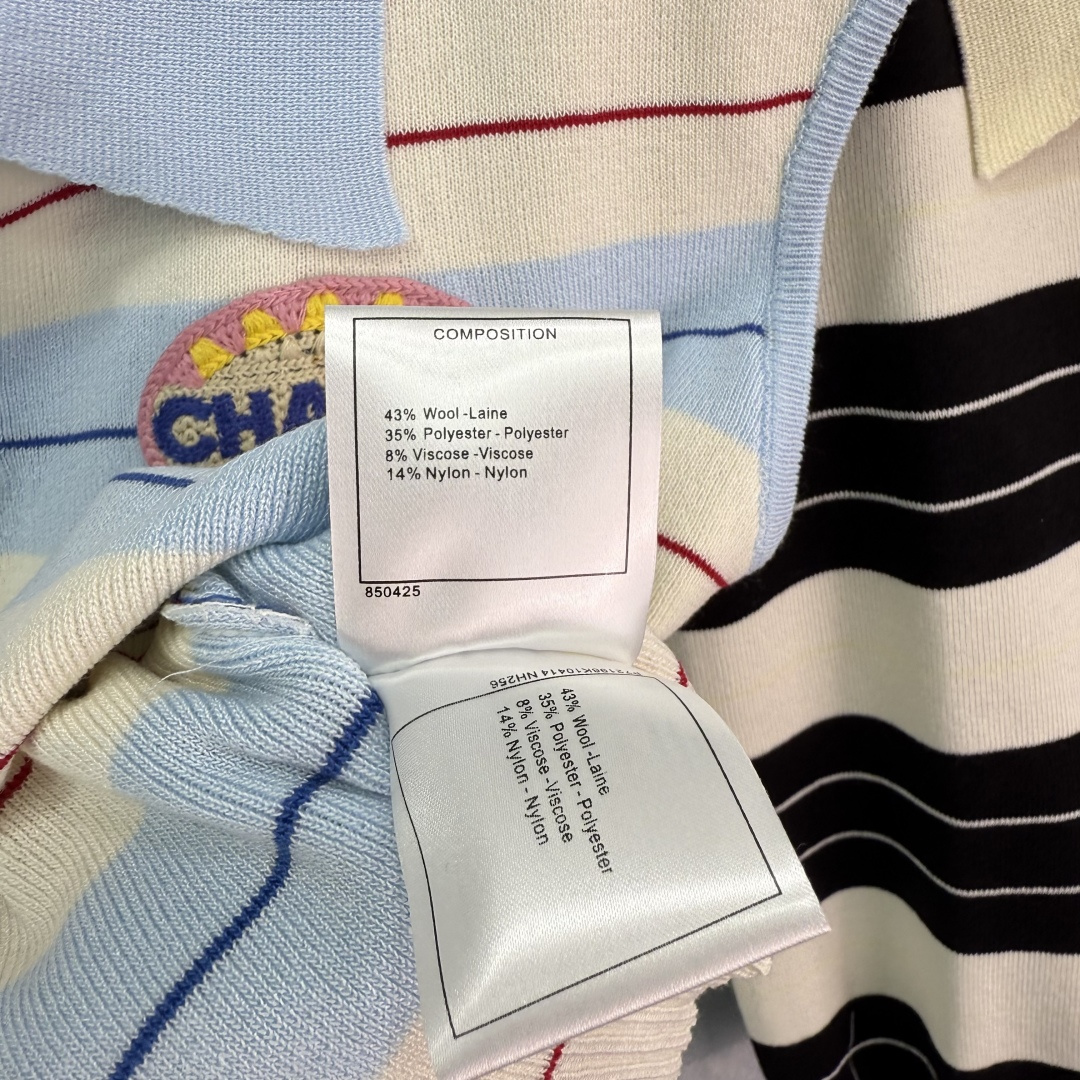 CHA
COMPOSITION
43% Wool -Laine
35% Polyester - Polyester
8% Viscose -Viscose
14% Nylon - Nylon
850425
43% Wool -Laine
35% Polyester - Polyester
8% Viscose -Viscose
14% Nylon - Nylon